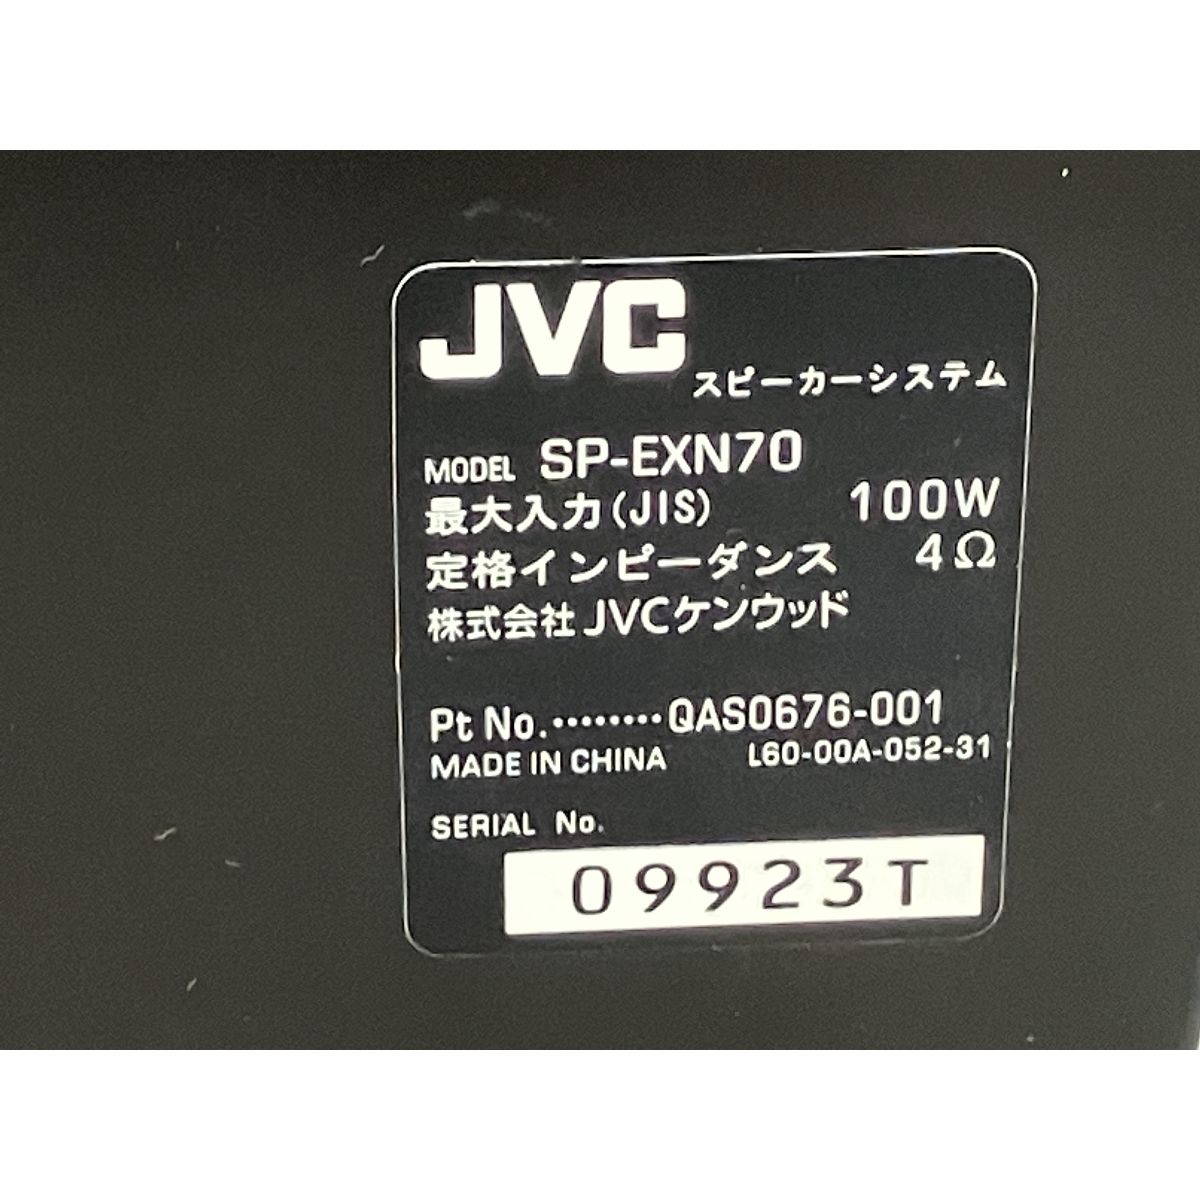 JVC
スピーカーシステム
MODEL SP-EXN70
最大入力(JIS) 100W
定格インピーダンス 4Ω
株式会社JVCケンウッド
Pt No.········QAS0676-001
MADE IN CHINA L60-00A-052-31
SERIAL No.
09923T